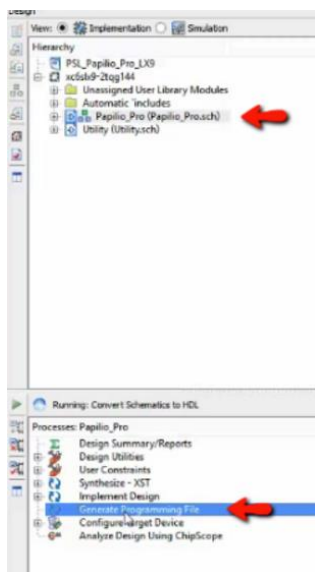 Design
View: Implementation Simulation
Hierarchy
PSL_Papilio_Pro_LX9
xc6slx9-2tqg144
Unassigned User Library Modules
Automatic `includes
Papilio_Pro (Papilio_Pro.sch)
Utility (Utility.sch)
Running: Convert Schematics to HDL
Processes: Papilio_Pro
Design Summary/Reports
Design Utilities
User Constraints
Synthesize - XST
Implement Design
Generate Programming File
Configure Target Device
Analyze Design Using ChipScope